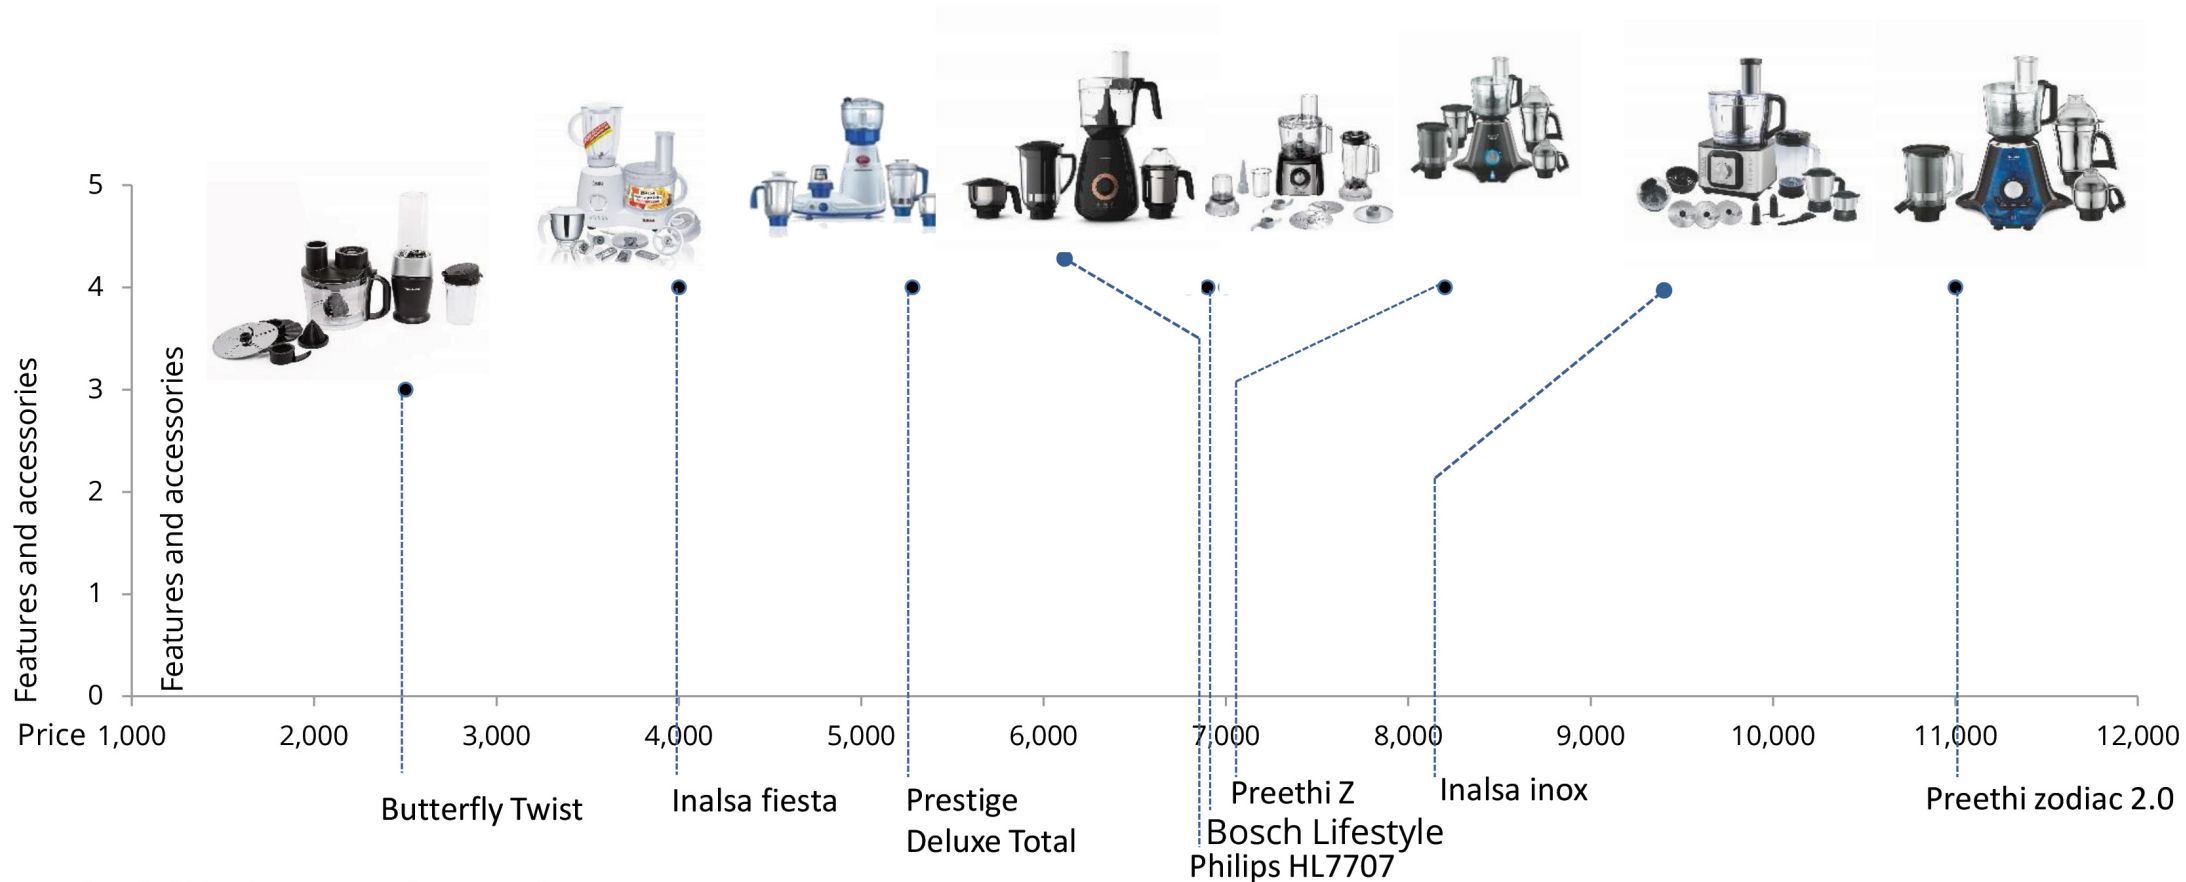 5
4
3
2
1
0
Features and accessories
Features and accessories
Price 1,000 2,000 3,000 4,000 5,000 6,000 7,000 8,000 9,000 10,000 11,000 12,000
Butterfly Twist
Inalsa fiesta
Prestige
Deluxe Total
Preethi Z
Bosch Lifestyle
Philips HL7707
Inalsa inox
Preethi zodiac 2.0